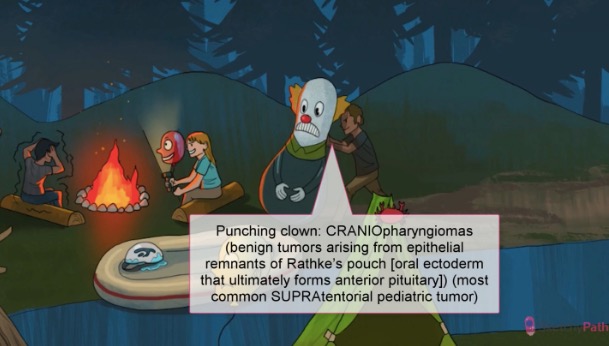 Punching clown: CRANIOpharyngiomas
(benign tumors arising from epithelial
remnants of Rathke's pouch [oral ectoderm
that ultimately forms anterior pituitary]) (most
common SUPRAtentorial pediatric tumor)
Path